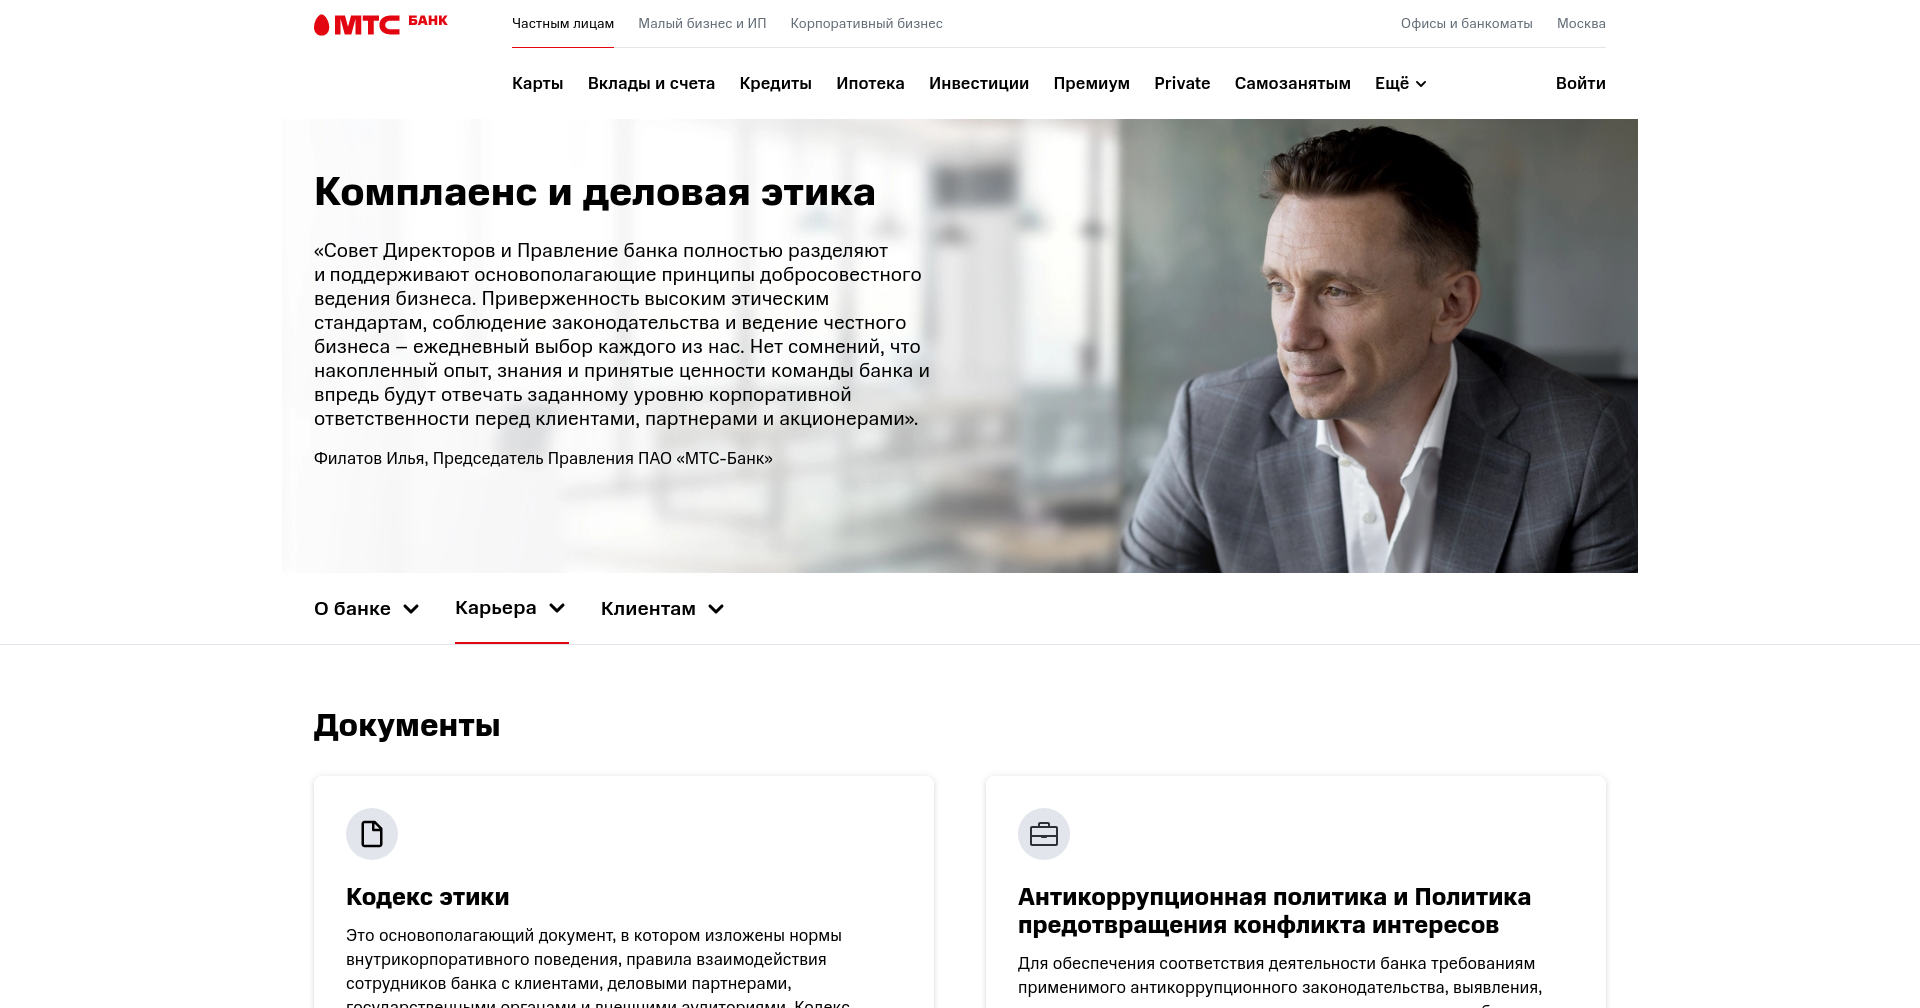 МТС БАНК
Частным лицам Малый бизнес и ИП Корпоративный бизнес Офисы и банкоматы Москва
Карты Вклады и счета Кредиты Ипотека Инвестиции Премиум Private Самозанятым Ещё Войти
Комплаенс и деловая этика
«Совет Директоров и Правление банка полностью разделяют
и поддерживают основополагающие принципы добросовестного
ведения бизнеса. Приверженность высоким этическим
стандартам, соблюдение законодательства и ведение честного
бизнеса – ежедневный выбор каждого из нас. Нет сомнений, что
накопленный опыт, знания и принятые ценности команды банка и
впредь будут отвечать заданному уровню корпоративной
ответственности перед клиентами, партнерами и акционерами».
Филатов Илья, Председатель Правления ПАО «МТС-Банк»
О банке Карьера Клиентам
Документы
Кодекс этики
Это основополагающий документ, в котором изложены нормы
внутрикорпоративного поведения, правила взаимодействия
сотрудников банка с клиентами, деловыми партнерами,
государственными органами и внешними аудиториями. Кодекс
Антикоррупционная политика и Политика
предотвращения конфликта интересов
Для обеспечения соответствия деятельности банка требованиям
применимого антикоррупционного законодательства, выявления,